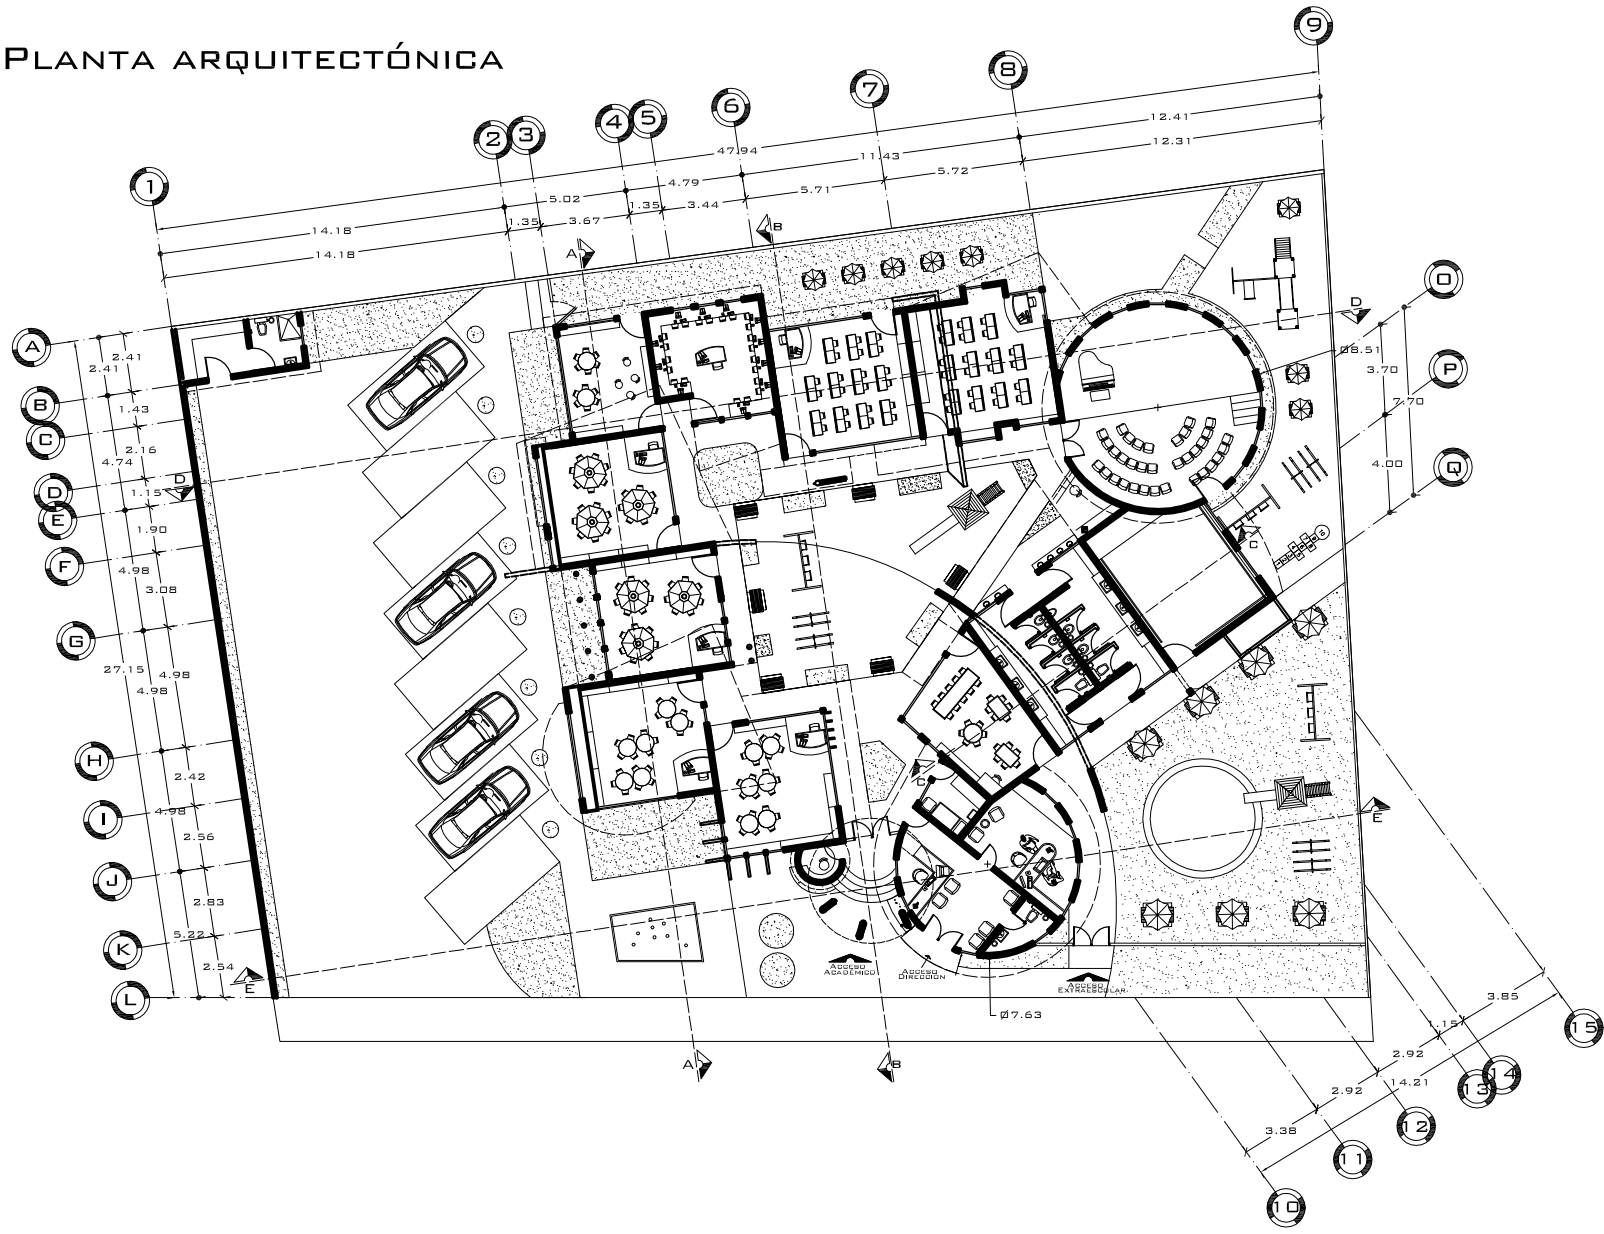 PLANTA ARQUITECTÓNICA
1
2
3
4
5
6
7
8
9
47.94
14.18
5.02
4.79
11.43
12.41
14.18
1.35
3.67
1.35
3.44
5.71
5.72
12.31
A
B
C
D
E
F
G
H
I
J
K
L
2.41
2.41
1.43
2.16
4.74
1.15
1.90
4.98
3.08
27.15
4.98
4.98
2.42
4.98
2.56
2.83
5.22
2.54
A
B
D
D
C
C
E
E
A
B
O
P
Q
Ø8.51
3.70
7.70
4.00
ACCESO
ACADÉMICO
ACCESO
DIRECCIÓN
ACCESO
EXTRAESCOLAR
Ø7.63
3.85
1.15
2.92
14.21
2.92
3.38
10
11
12
13
14
15